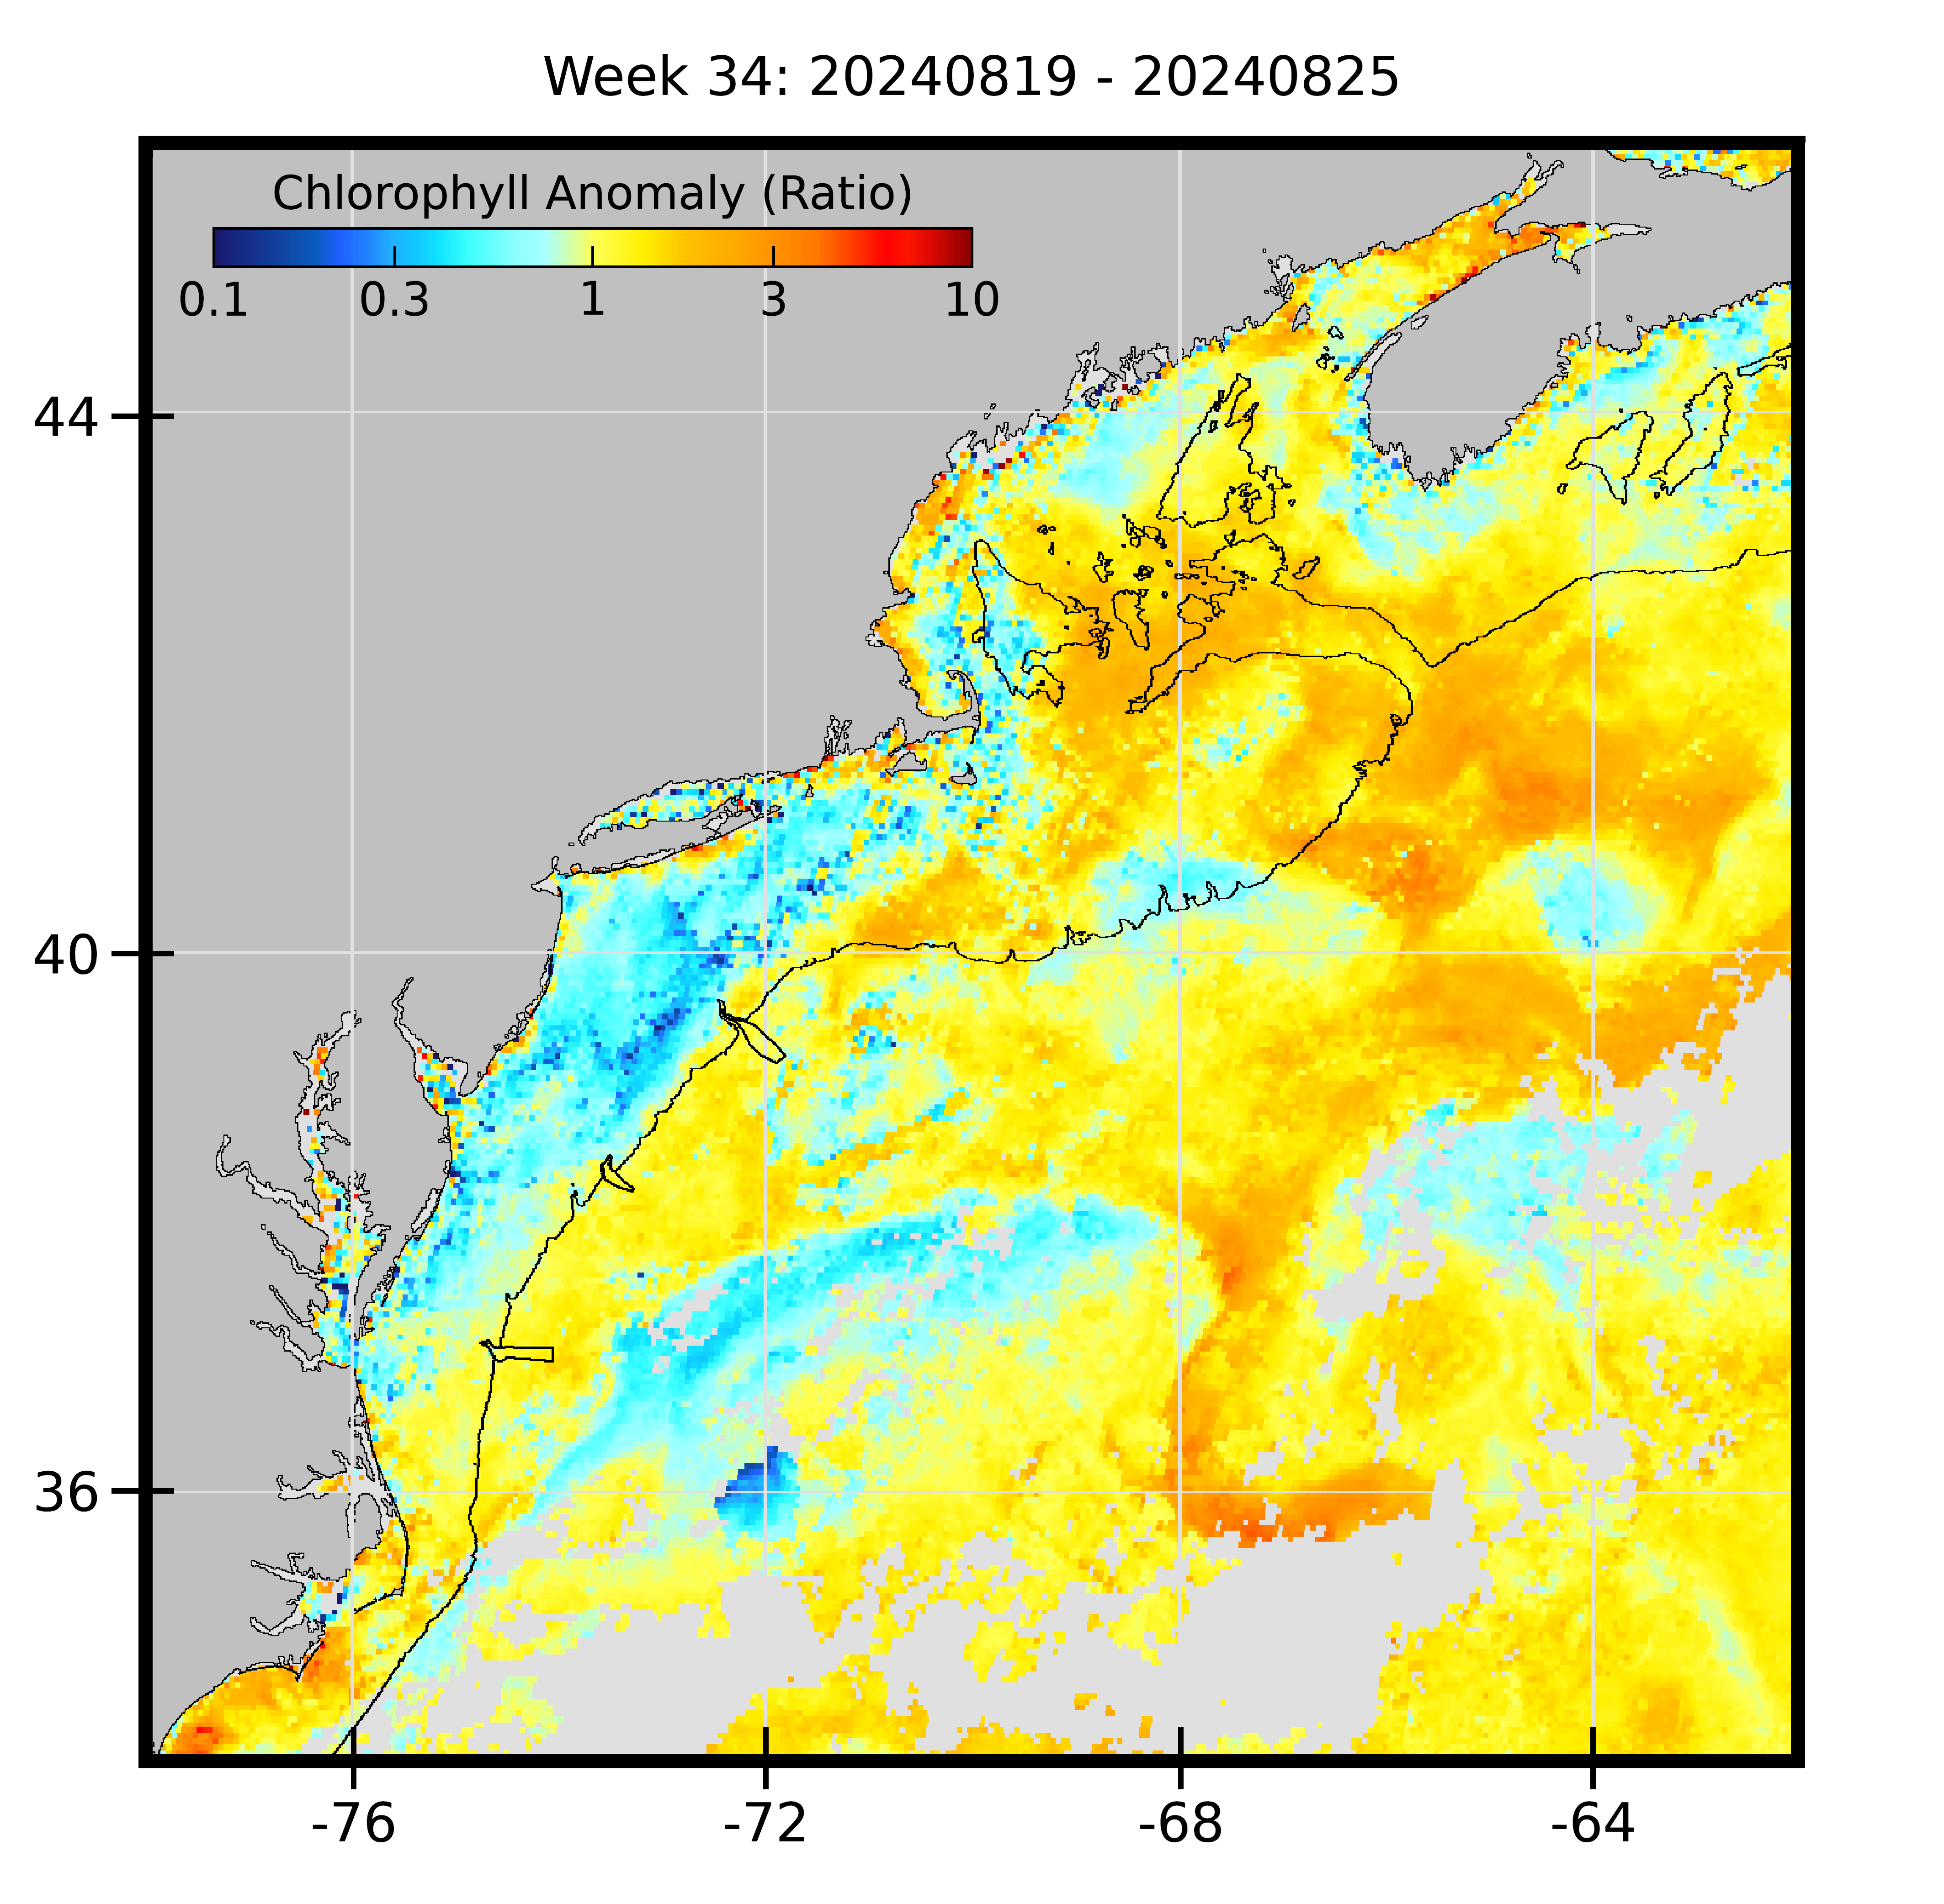 Week 34: 20240819 - 20240825
Chlorophyll Anomaly (Ratio)
0.1 0.3 1 3 10
44
40
36
-76 -72 -68 -64